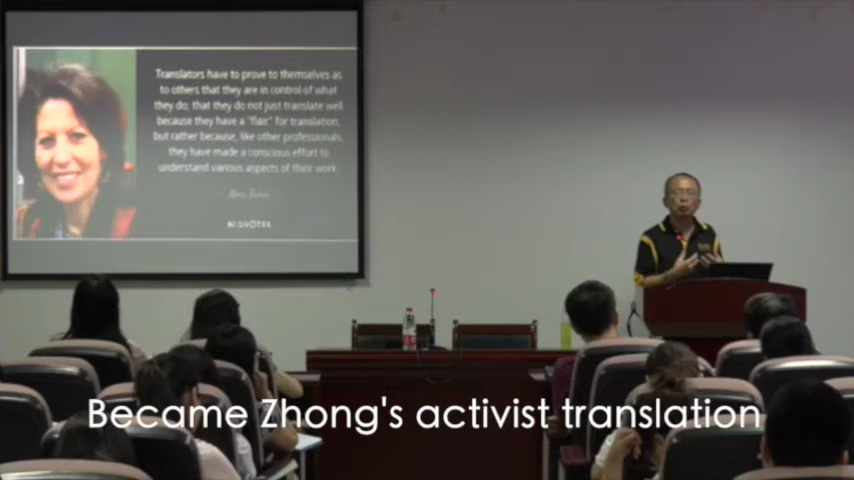 Translators have to prove to themselves as
to others that they are in control of what
they do; that they do not just translate well
because they have a "flair" for translation,
but rather because, like other professionals,
they have made a conscious effort to
understand various aspects of their work
Became Zhong's activist translation